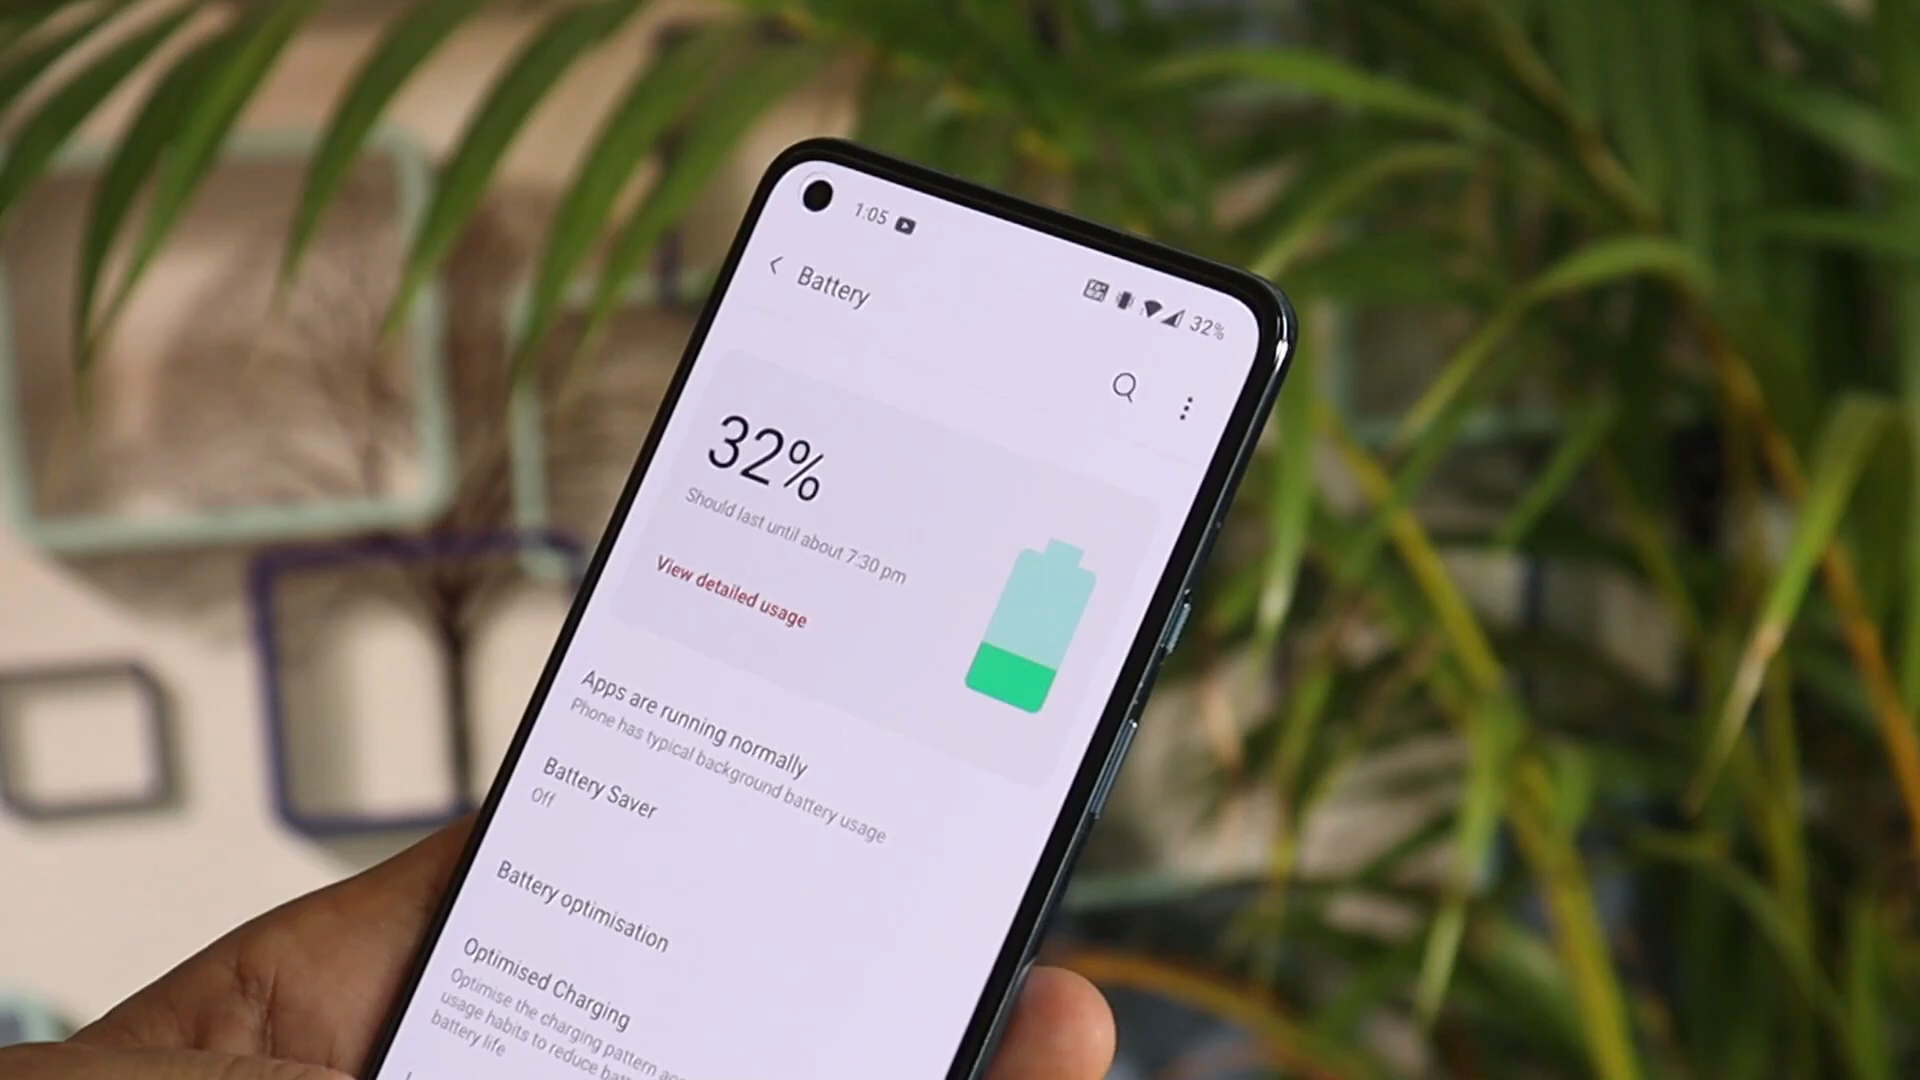 1:05
32%
Battery
32%
Should last until about 7:30 pm
View detailed usage
Apps are running normally
Phone has typical background battery usage
Battery Saver
Off
Battery optimisation
Optimised Charging
Optimise the charging pattern
usage habits to reduce
battery life